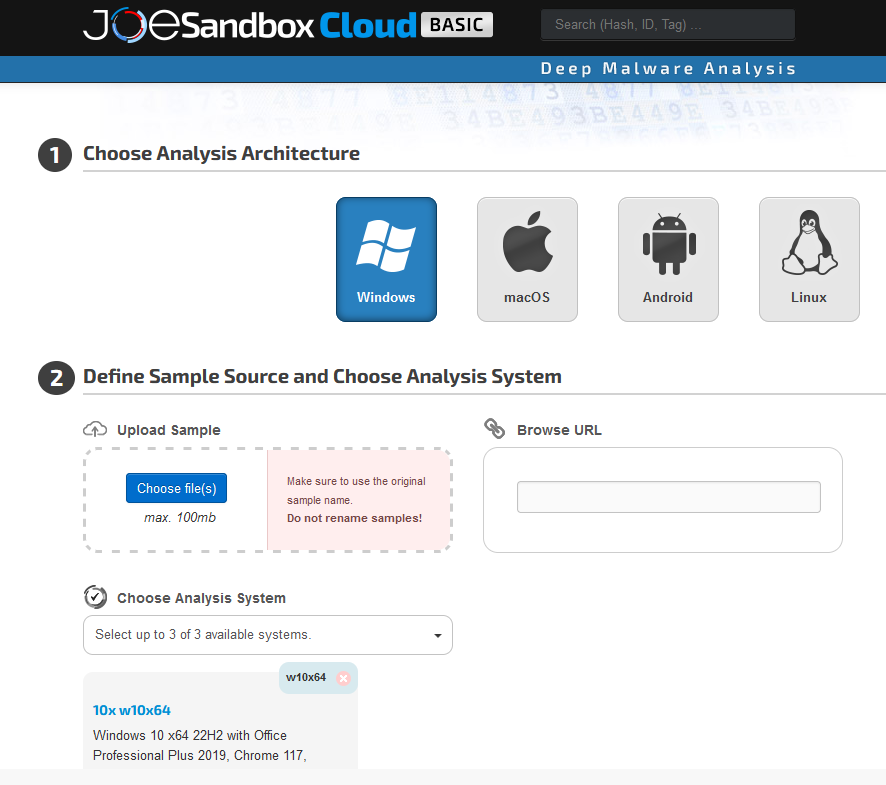 JOESandbox Cloud BASIC
Search (Hash, ID, Tag) ...
Deep Malware Analysis
1 Choose Analysis Architecture
Windows
macOS
Android
Linux
2 Define Sample Source and Choose Analysis System
Upload Sample
Choose file(s)
max. 100mb
Make sure to use the original
sample name.
Do not rename samples!
Browse URL
Choose Analysis System
Select up to 3 of 3 available systems.
w10x64
10x w10x64
Windows 10 x64 22H2 with Office
Professional Plus 2019, Chrome 117,